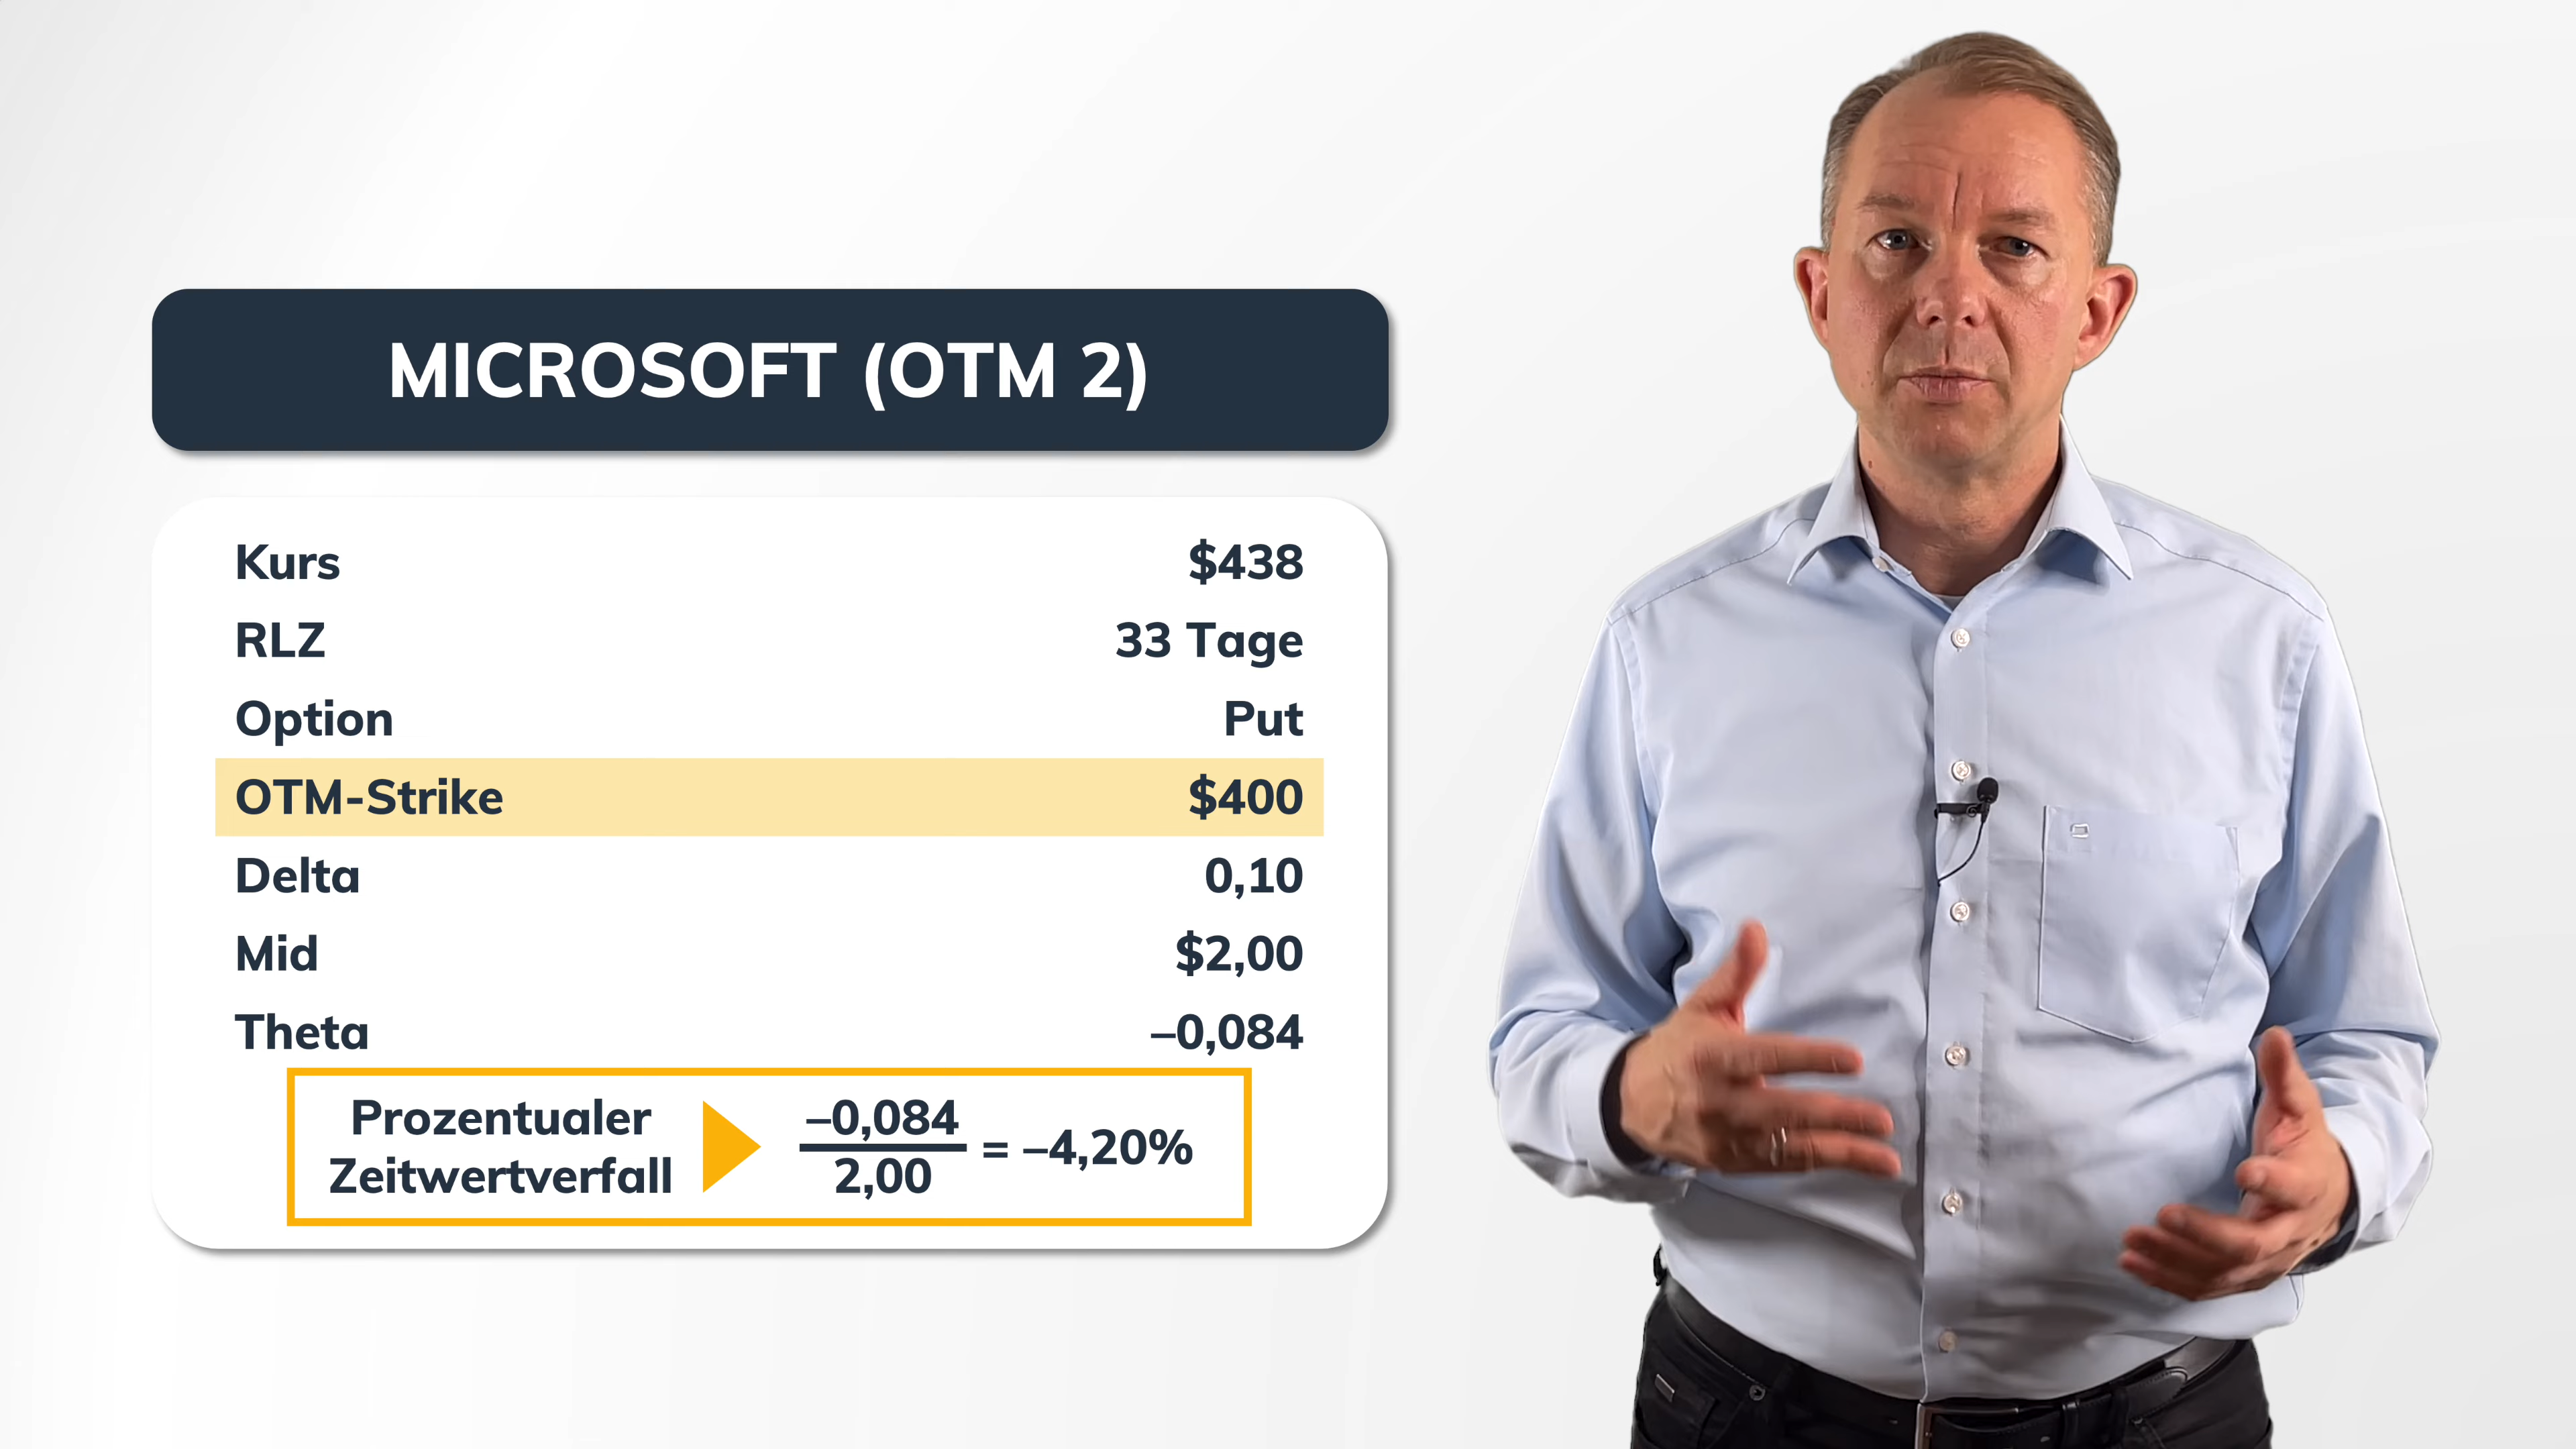 MICROSOFT (OTM 2)
Kurs $438
RLZ 33 Tage
Option Put
OTM-Strike $400
Delta 0,10
Mid $2,00
Theta –0,084
Prozentualer
Zeitwertverfall
–0,084
2,00
= –4,20%